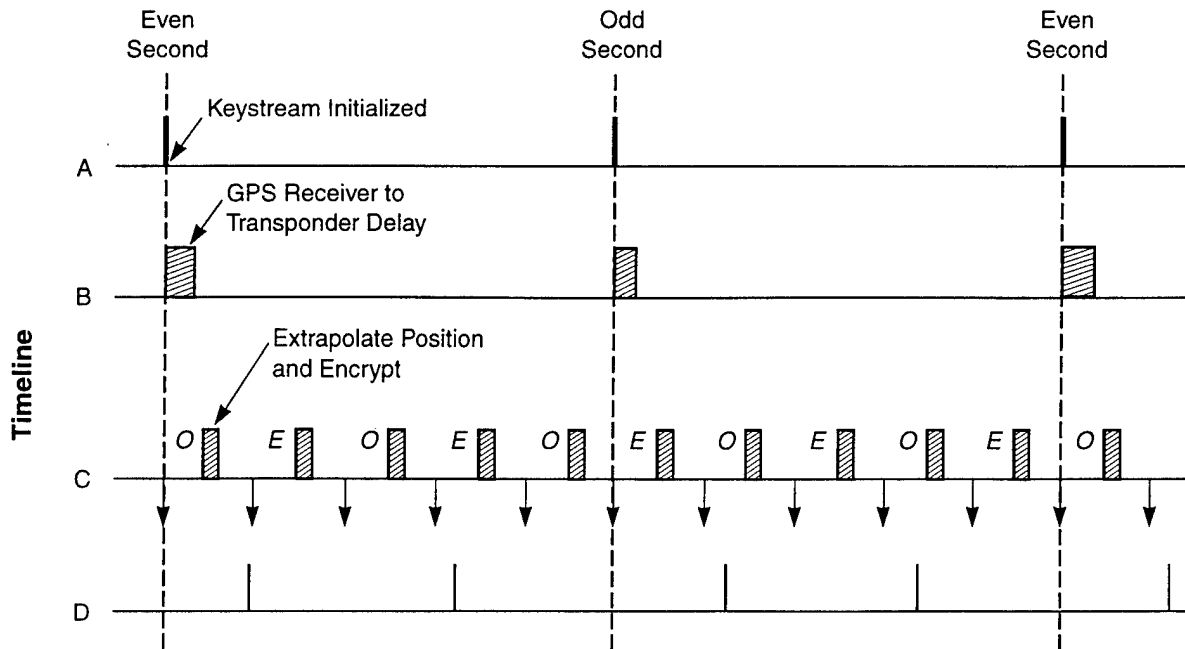 Even
Second
Odd
Second
Even
Second
Keystream Initialized
A
GPS Receiver to
Transponder Delay
B
Timeline
Extrapolate Position
and Encrypt
O E O E O E O E O E O
C
D